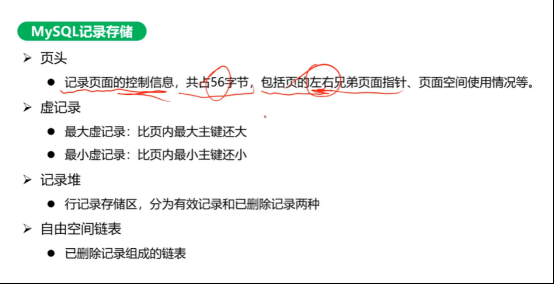 MySQL记录存储
➢ 页头
● 记录页面的控制信息，共占56字节，包括页的左右兄弟页面指针、页面空间使用情况等。
➢ 虚记录
● 最大虚记录：比页内最大主键还大
● 最小虚记录：比页内最小主键还小
➢ 记录堆
● 行记录存储区，分为有效记录和已删除记录两种
➢ 自由空间链表
● 已删除记录组成的链表